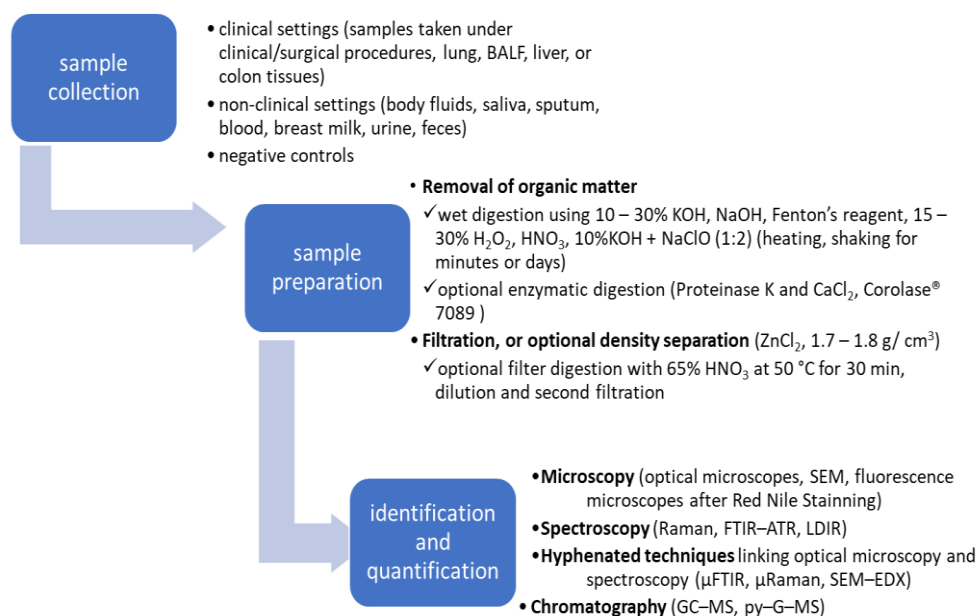 sample
collection
• clinical settings (samples taken under
clinical/surgical procedures, lung, BALF, liver, or
colon tissues)
• non-clinical settings (body fluids, saliva, sputum,
blood, breast milk, urine, feces)
• negative controls
sample
preparation
• Removal of organic matter
✓wet digestion using 10 – 30% KOH, NaOH, Fenton's reagent, 15 –
30% H₂O₂, HNO₃, 10%KOH + NaClO (1:2) (heating, shaking for
minutes or days)
✓optional enzymatic digestion (Proteinase K and CaCl₂, Corolase®
7089 )
• Filtration, or optional density separation (ZnCl₂, 1.7 – 1.8 g/ cm³)
✓optional filter digestion with 65% HNO₃ at 50 °C for 30 min,
dilution and second filtration
identification
and
quantification
•Microscopy (optical microscopes, SEM, fluorescence
microscopes after Red Nile Stainning)
•Spectroscopy (Raman, FTIR–ATR, LDIR)
•Hyphenated techniques linking optical microscopy and
spectroscopy (μFTIR, μRaman, SEM–EDX)
• Chromatography (GC–MS, py–G–MS)